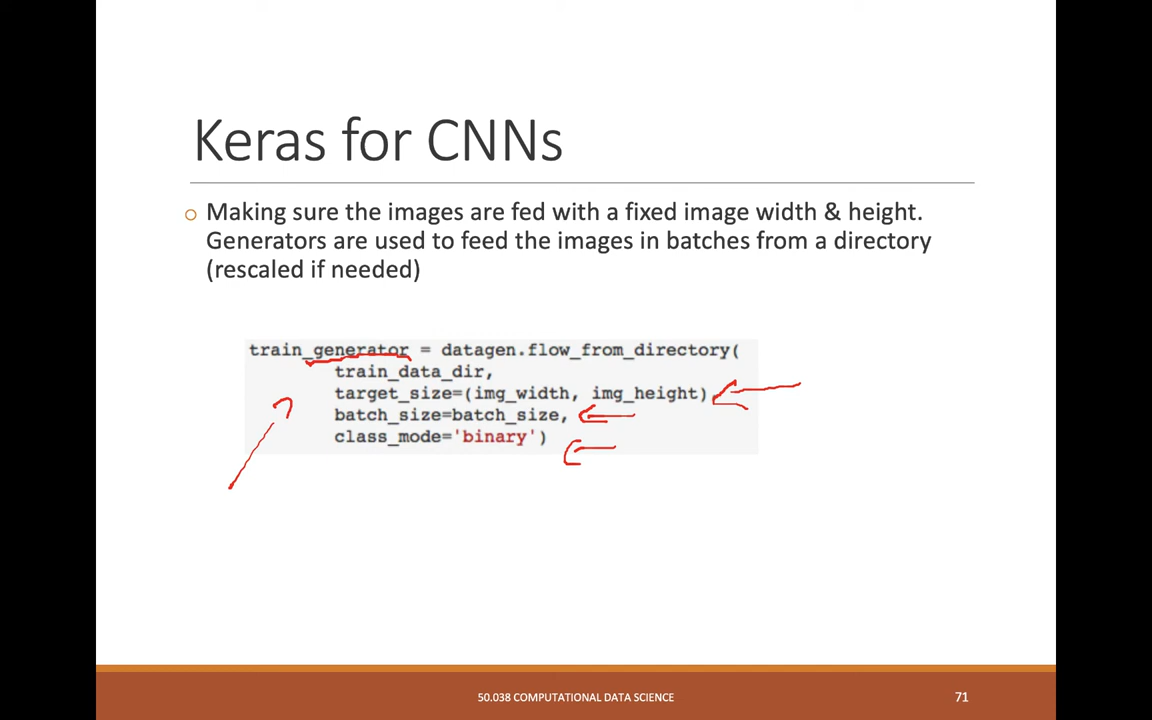 Keras for CNNs
Making sure the images are fed with a fixed image width & height.
Generators are used to feed the images in batches from a directory
(rescaled if needed)
train_generator = datagen.flow_from_directory(
train_data_dir,
target_size=(img_width, img_height)
batch_size=batch_size,
class_mode='binary')
50.038 COMPUTATIONAL DATA SCIENCE
71